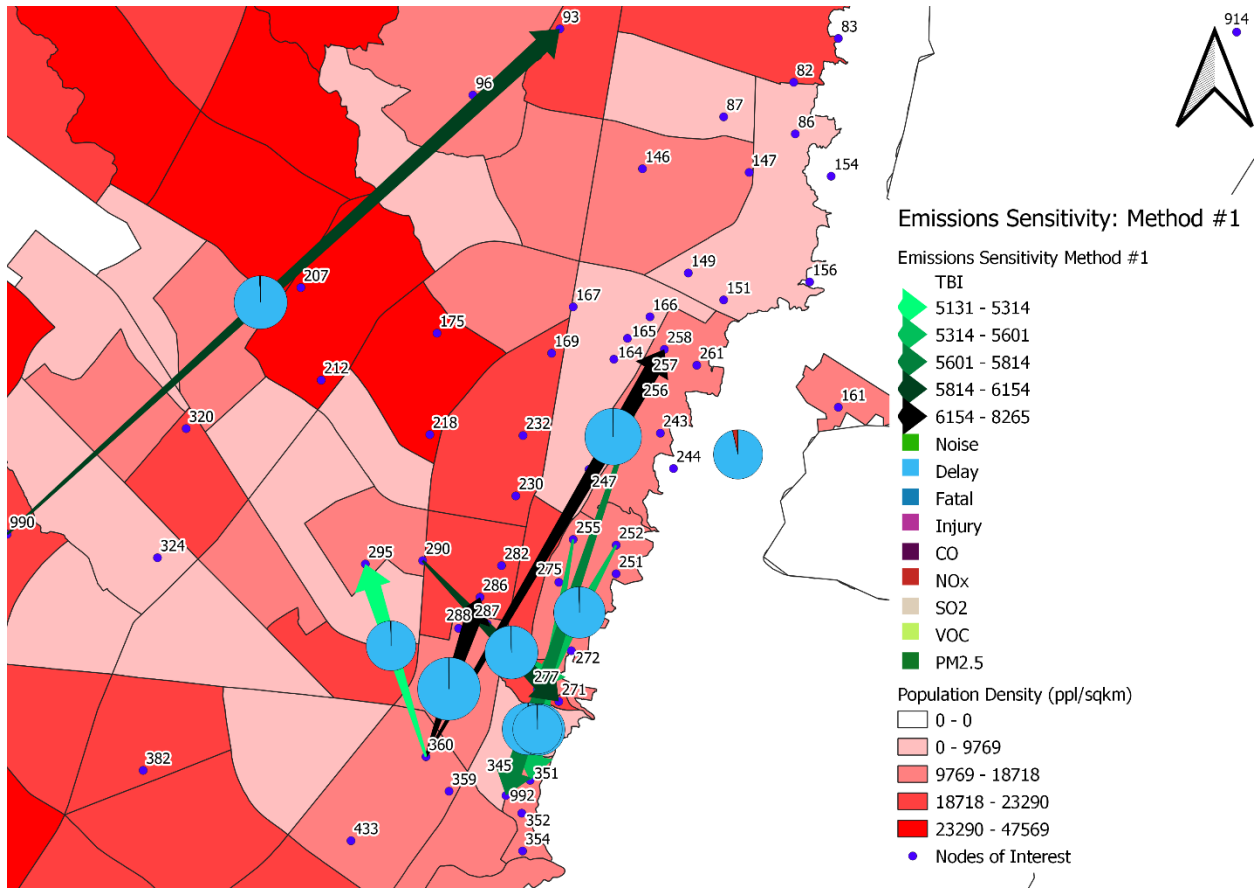 93
83
914
96
82
87
86
146
147
154
149
156
207
151
167
166
175
165
258
169
164
257
261
212
256
161
320
218
232
243
244
247
230
990
255
252
324
295
290
282
275
251
286
288
287
272
277
271
360
382
359
345
351
992
352
433
354
Emissions Sensitivity: Method #1
Emissions Sensitivity Method #1
TBI
5131 - 5314
5314 - 5601
5601 - 5814
5814 - 6154
6154 - 8265
Noise
Delay
Fatal
Injury
CO
NOx
SO2
VOC
PM2.5
Population Density (ppl/sqkm)
0 - 0
0 - 9769
9769 - 18718
18718 - 23290
23290 - 47569
Nodes of Interest